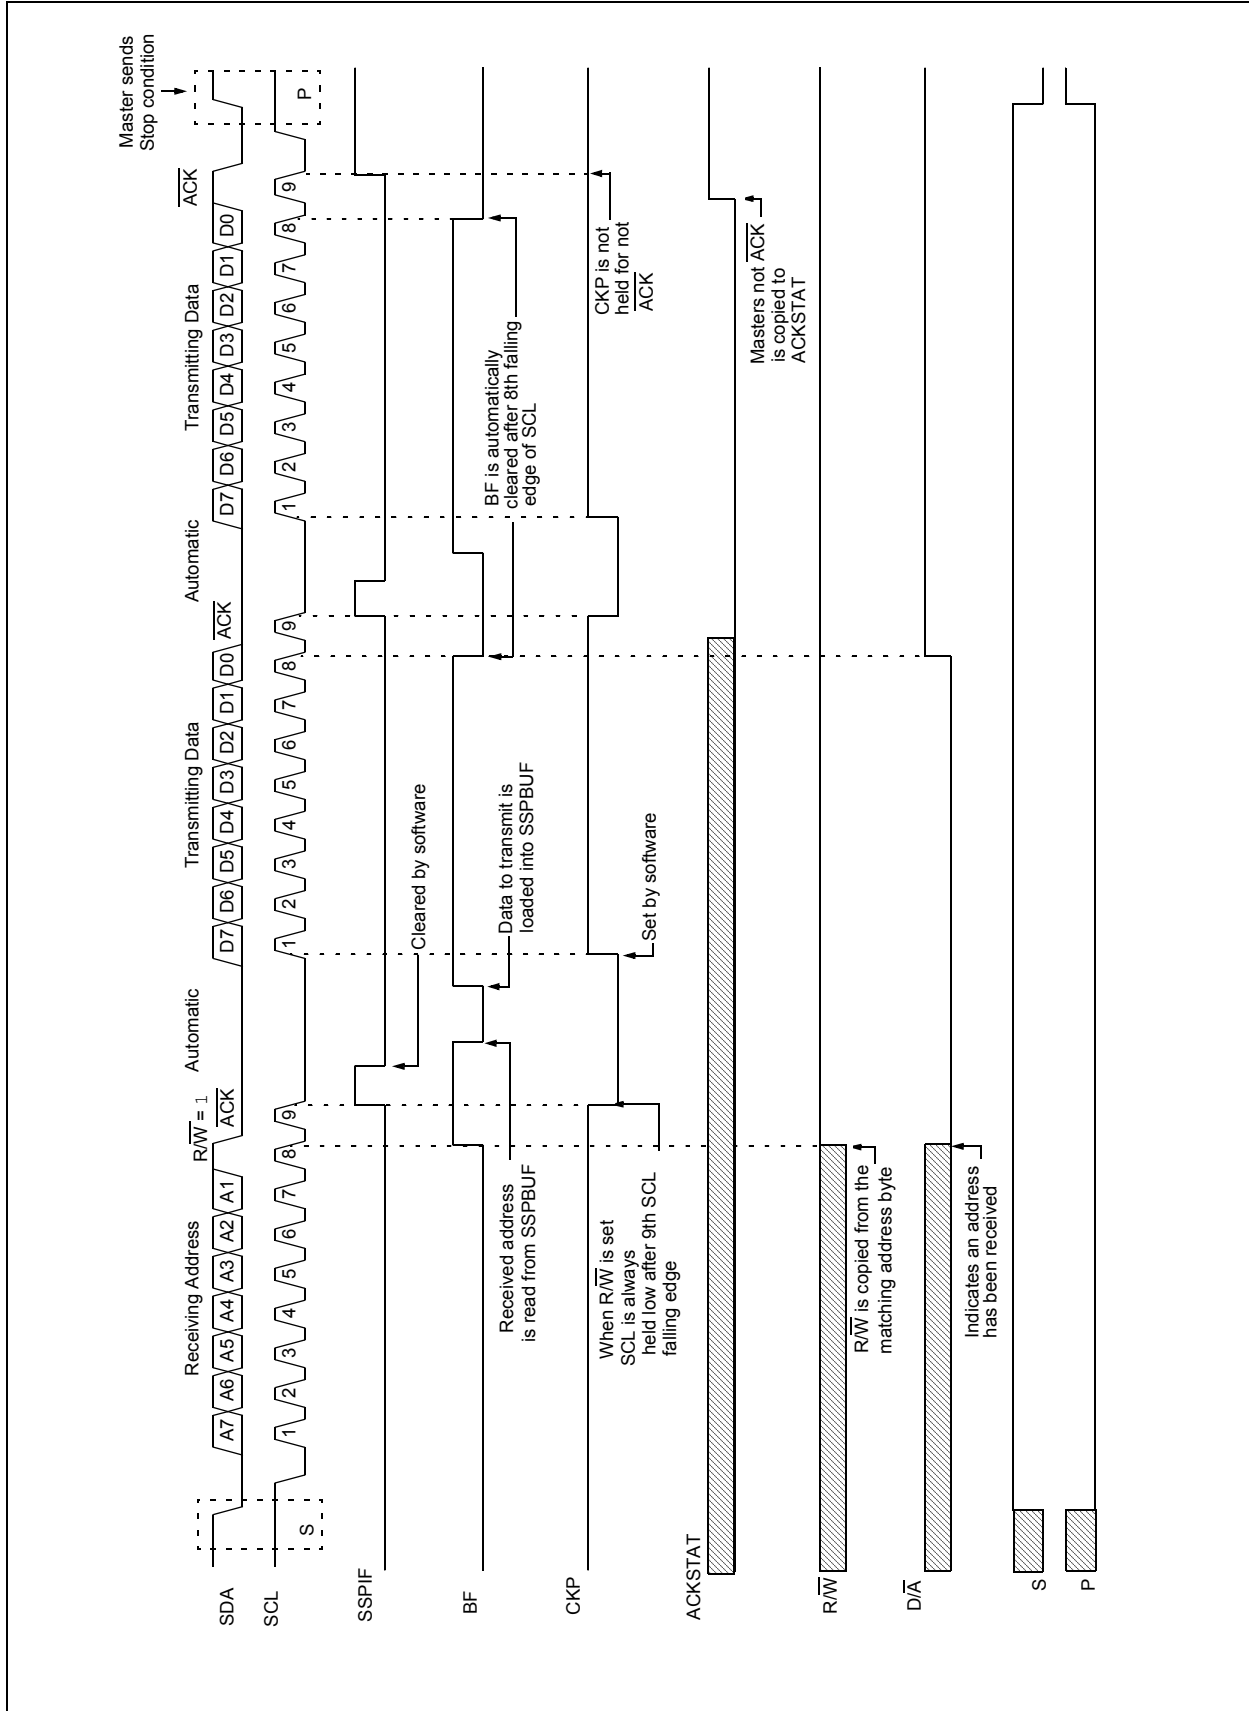 Master sends
Stop condition
Receiving Address
R/W = 1
ACK
Automatic
Transmitting Data
ACK
Automatic
Transmitting Data
ACK
SDA
A7 A6 A5 A4 A3 A2 A1
D7 D6 D5 D4 D3 D2 D1 D0
D7 D6 D5 D4 D3 D2 D1 D0
SCL
S
1 2 3 4 5 6 7 8 9
1 2 3 4 5 6 7 8 9
1 2 3 4 5 6 7 8 9
P
SSPIF
Cleared by software
BF
Received address
is read from SSPBUF
Data to transmit is
loaded into SSPBUF
BF is automatically
cleared after 8th falling
edge of SCL
CKP
When R/W is set
SCL is always
held low after 9th SCL
falling edge
Set by software
CKP is not
held for not
ACK
ACKSTAT
Masters not ACK
is copied to
ACKSTAT
R/W
R/W is copied from the
matching address byte
D/A
Indicates an address
has been received
S
P